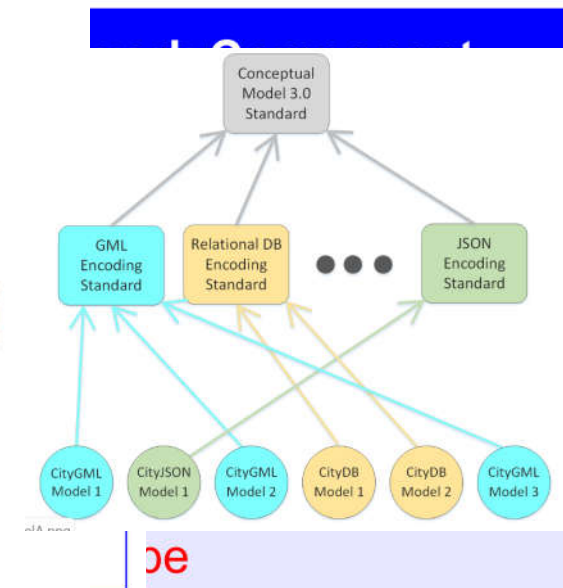 Conceptual
Model 3.0
Standard
GML
Encoding
Standard
Relational DB
Encoding
Standard
JSON
Encoding
Standard
CityGML
Model 1
CityJSON
Model 1
CityGML
Model 2
CityDB
Model 1
CityDB
Model 2
CityGML
Model 3